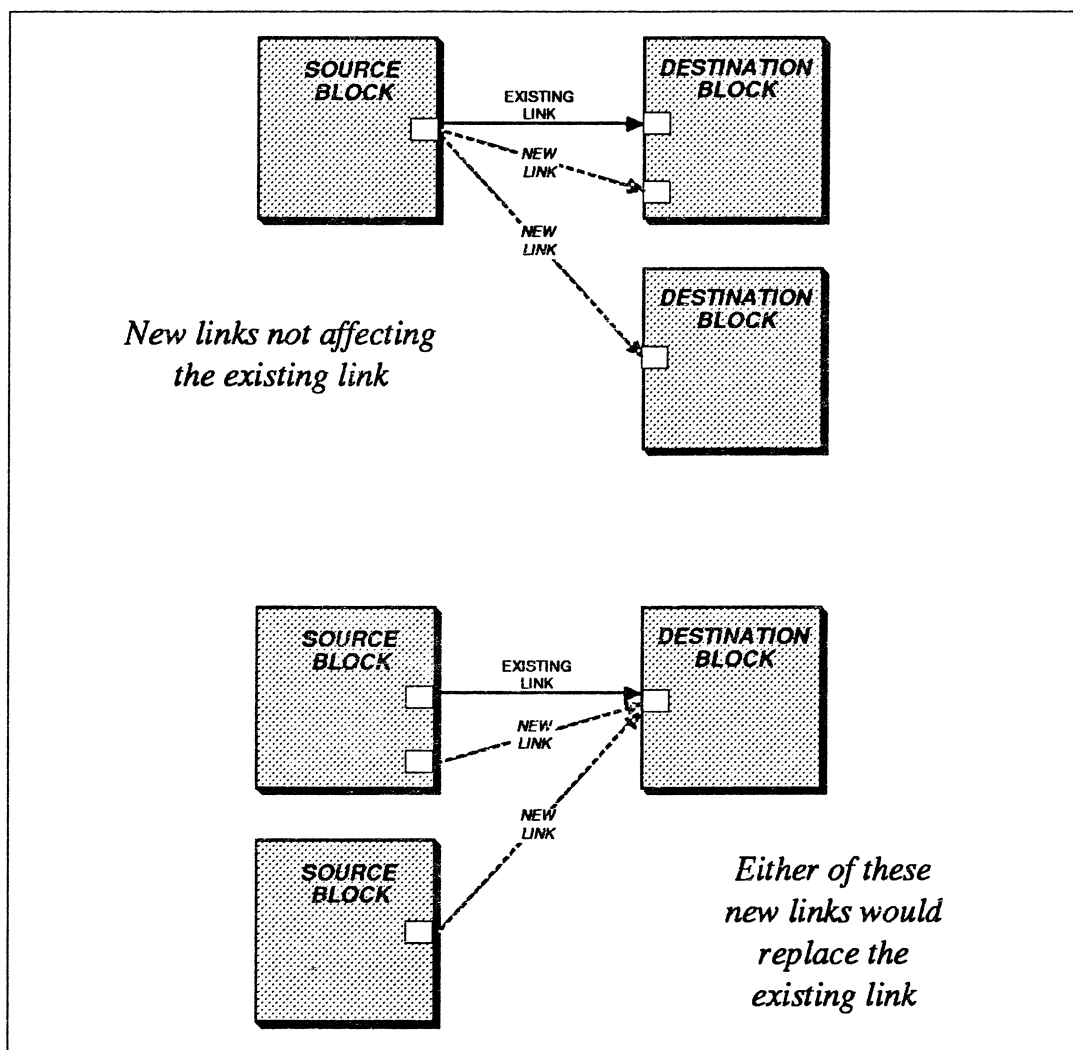 SOURCE
BLOCK
DESTINATION
BLOCK
EXISTING
LINK
NEW
LINK
NEW
LINK
DESTINATION
BLOCK
New links not affecting
the existing link
SOURCE
BLOCK
DESTINATION
BLOCK
EXISTING
LINK
NEW
LINK
NEW
LINK
SOURCE
BLOCK
Either of these
new links would
replace the
existing link